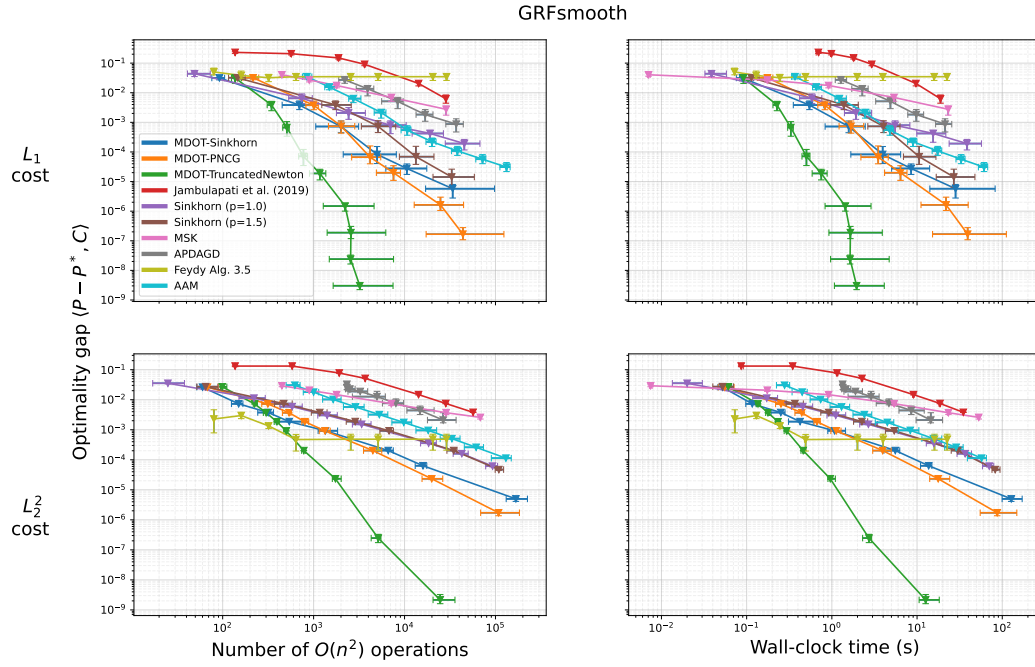 GRFsmooth
10⁻¹
10⁻²
10⁻³
10⁻⁴
10⁻⁵
10⁻⁶
10⁻⁷
10⁻⁸
10⁻⁹
MDOT-Sinkhorn
MDOT-PNCG
MDOT-TruncatedNewton
Jambulapati et al. (2019)
Sinkhorn (p=1.0)
Sinkhorn (p=1.5)
MSK
APDAGD
Feydy Alg. 3.5
AAM
10⁻¹
10⁻²
10⁻³
10⁻⁴
10⁻⁵
10⁻⁶
10⁻⁷
10⁻⁸
10⁻⁹
L₁
cost
Optimality gap ⟨P − P*, C⟩
L₂²
cost
10⁻¹
10⁻²
10⁻³
10⁻⁴
10⁻⁵
10⁻⁶
10⁻⁷
10⁻⁸
10⁻⁹
10² 10³ 10⁴ 10⁵
Number of O(n²) operations
10⁻¹
10⁻²
10⁻³
10⁻⁴
10⁻⁵
10⁻⁶
10⁻⁷
10⁻⁸
10⁻⁹
10⁻² 10⁻¹ 10⁰ 10¹ 10²
Wall-clock time (s)